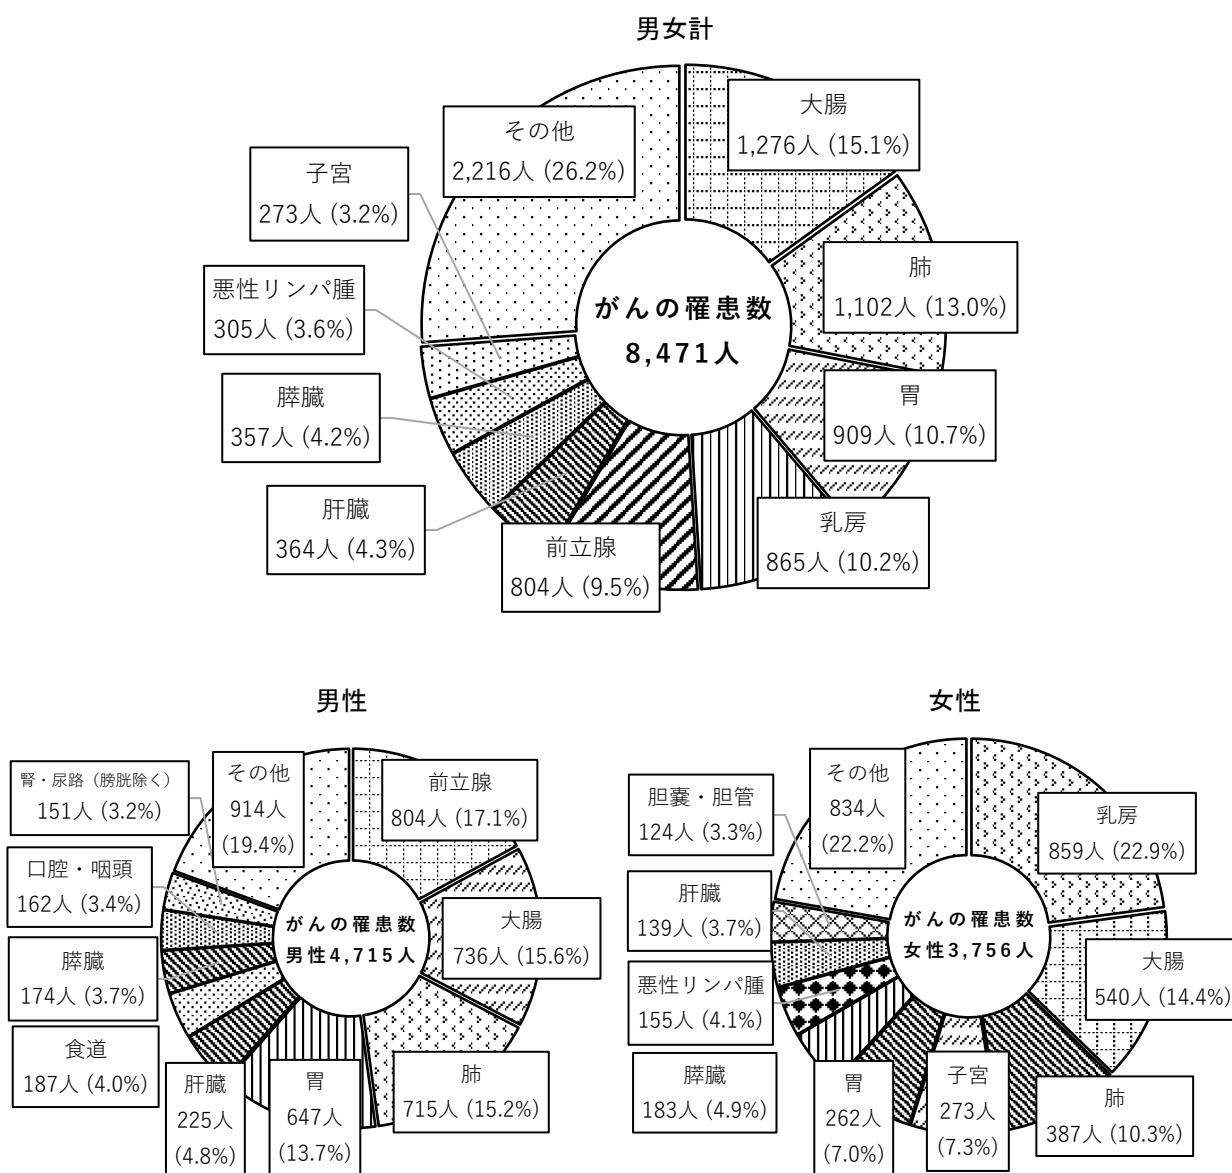 男女計
大腸
1,276人 (15.1%)
肺
1,102人 (13.0%)
胃
909人 (10.7%)
乳房
865人 (10.2%)
前立腺
804人 (9.5%)
肝臓
364人 (4.3%)
膵臓
357人 (4.2%)
悪性リンパ腫
305人 (3.6%)
子宮
273人 (3.2%)
その他
2,216人 (26.2%)
がんの罹患数
8,471人
男性
前立腺
804人 (17.1%)
大腸
736人 (15.6%)
肺
715人 (15.2%)
胃
647人
(13.7%)
肝臓
225人
(4.8%)
食道
187人 (4.0%)
膵臓
174人 (3.7%)
口腔・咽頭
162人 (3.4%)
腎・尿路（膀胱除く）
151人 (3.2%)
その他
914人
(19.4%)
がんの罹患数
男性4,715人
女性
乳房
859人 (22.9%)
大腸
540人 (14.4%)
肺
387人 (10.3%)
子宮
273人
(7.3%)
胃
262人
(7.0%)
膵臓
183人 (4.9%)
悪性リンパ腫
155人 (4.1%)
肝臓
139人 (3.7%)
胆嚢・胆管
124人 (3.3%)
その他
834人
(22.2%)
がんの罹患数
女性3,756人